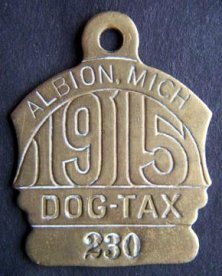 ALBION, MICH
1915
DOG-TAX
230